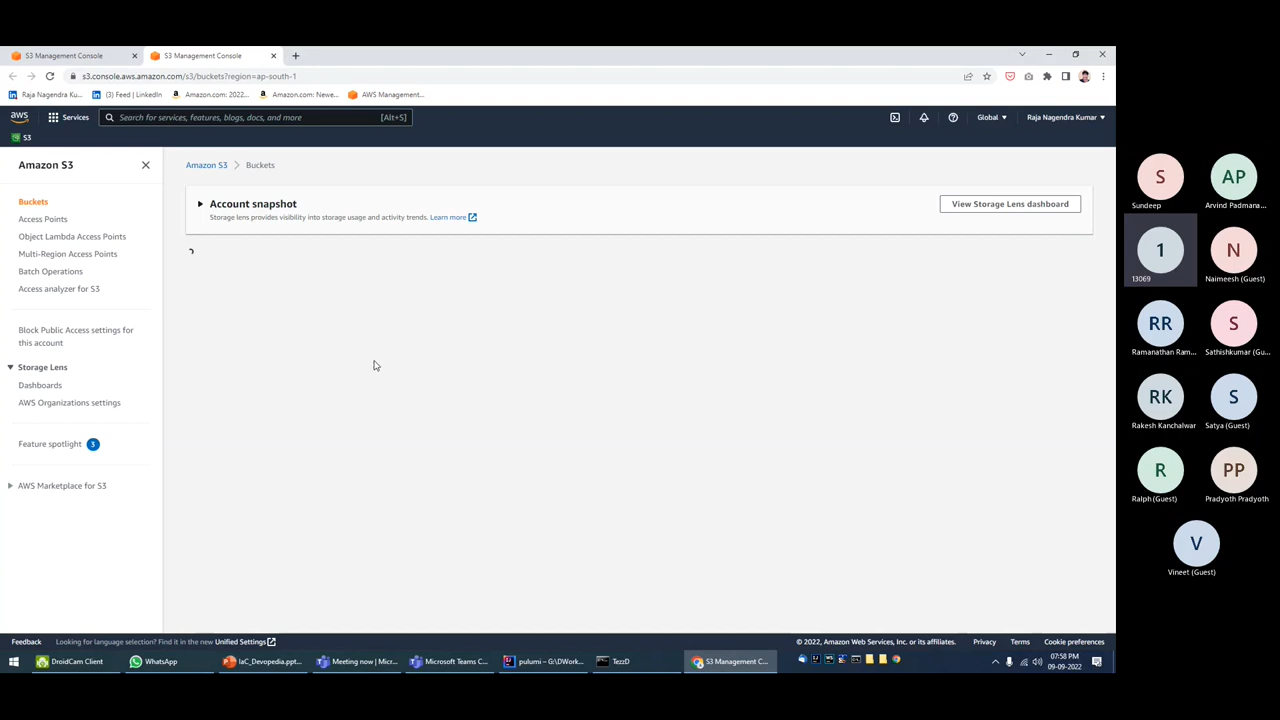 S3 Management Console
S3 Management Console
s3.console.aws.amazon.com/s3/buckets?region=ap-south-1
Raja Nagendra Ku...
(3) Feed | LinkedIn
Amazon.com: 2022...
Amazon.com: Newe...
AWS Management...
aws
Services
Search for services, features, blogs, docs, and more
[Alt+S]
Global
Raja Nagendra Kumar
S3
Amazon S3
Buckets
Access Points
Object Lambda Access Points
Multi-Region Access Points
Batch Operations
Access analyzer for S3
Block Public Access settings for
this account
Storage Lens
Dashboards
AWS Organizations settings
Feature spotlight 3
AWS Marketplace for S3
Amazon S3
Buckets
Account snapshot
Storage lens provides visibility into storage usage and activity trends. Learn more
View Storage Lens dashboard
S
Sundeep
AP
Arvind Padmana...
1
13069
N
Naimeesh (Guest)
RR
Ramanathan Ram...
S
Sathishkumar (Gu...
RK
Rakesh Kanchalwar
S
Satya (Guest)
R
Ralph (Guest)
PP
Pradyoth Pradyoth
V
Vineet (Guest)
Feedback
Looking for language selection? Find it in the new Unified Settings
© 2022, Amazon Web Services, Inc. or its affiliates.
Privacy
Terms
Cookie preferences
DroidCam Client
WhatsApp
IaC_Devopedia.ppt...
Meeting now | Micr...
Microsoft Teams C...
pulumi – G:\DWork...
TezzD
S3 Management C...
07:58 PM
09-09-2022